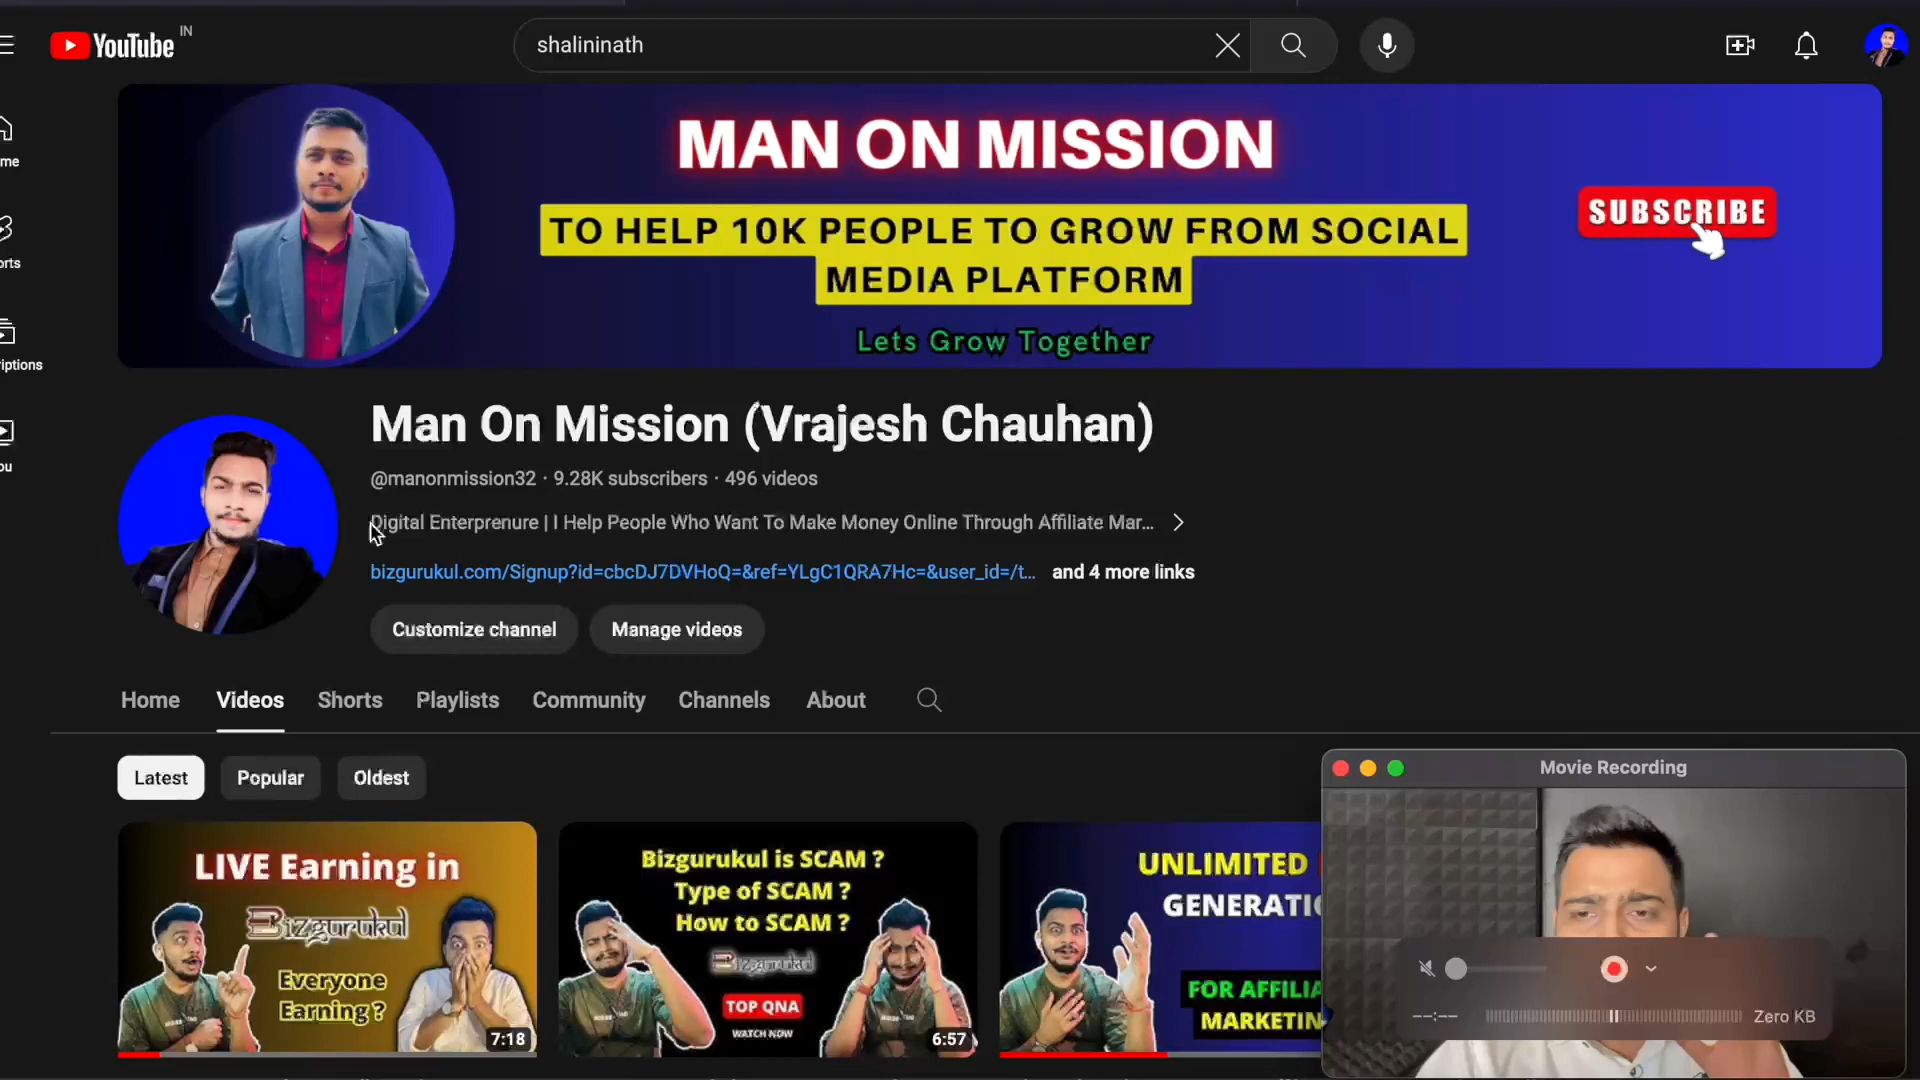 YouTube IN
shalininath
MAN ON MISSION
TO HELP 10K PEOPLE TO GROW FROM SOCIAL
MEDIA PLATFORM
Lets Grow Together
SUBSCRIBE
me
orts
iptions
ou
Man On Mission (Vrajesh Chauhan)
@manonmission32 · 9.28K subscribers · 496 videos
Digital Enterprenure | I Help People Who Want To Make Money Online Through Affiliate Mar...
bizgurukul.com/Signup?id=cbcDJ7DVHoQ=&ref=YLgC1QRA7Hc=&user_id=/t... and 4 more links
Customize channel Manage videos
Home Videos Shorts Playlists Community Channels About
Latest Popular Oldest
LIVE Earning in
Bizgurukul
Everyone
Earning ?
7:18
Bizgurukul is SCAM ?
Type of SCAM ?
How to SCAM ?
Bizgurukul
TOP QNA
WATCH NOW
6:57
UNLIMITED
GENERATI
FOR AFFILIA
MARKETIN
Movie Recording
--:-- Zero KB